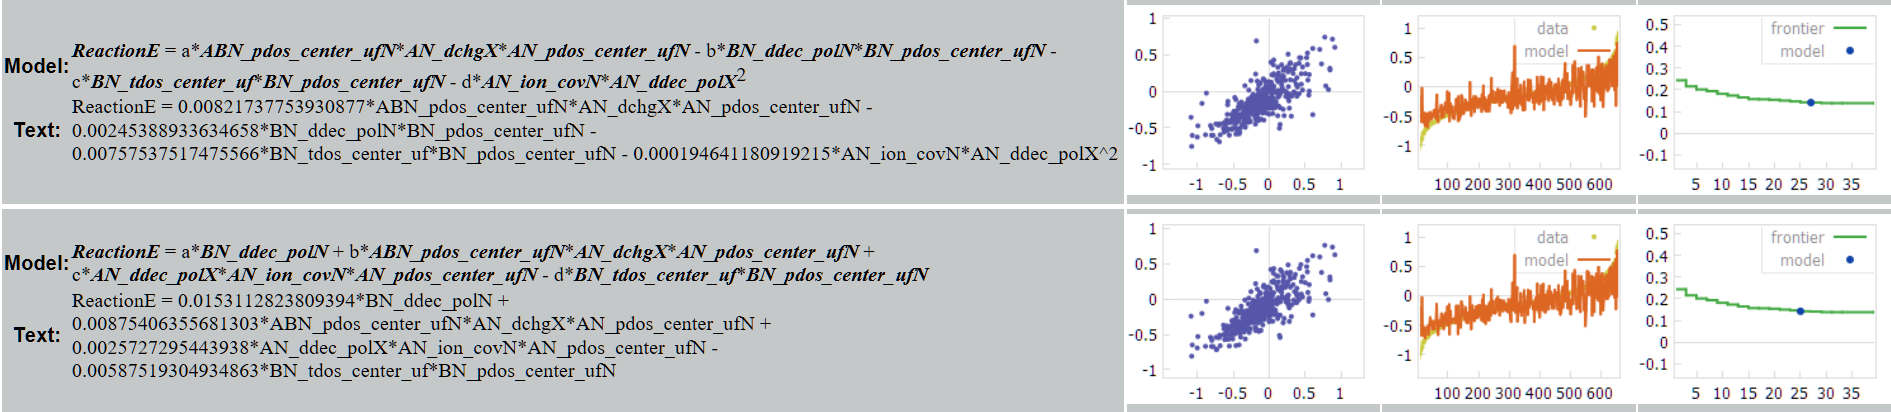 Model: ReactionE = a*ABN_pdos_center_ufN*AN_dchgX*AN_pdos_center_ufN - b*BN_ddec_polN*BN_pdos_center_ufN -
c*BN_tdos_center_uf*BN_pdos_center_ufN - d*AN_ion_covN*AN_ddec_polX^2
Text: ReactionE = 0.00821737753930877*ABN_pdos_center_ufN*AN_dchgX*AN_pdos_center_ufN -
0.00245388933634658*BN_ddec_polN*BN_pdos_center_ufN -
0.00757537517475566*BN_tdos_center_uf*BN_pdos_center_ufN - 0.000194641180919215*AN_ion_covN*AN_ddec_polX^2
1
0.5
0
-0.5
-1
-1 -0.5 0 0.5 1
1
0.5
0
-0.5
-1
data
model
100 200 300 400 500 600
0.5
0.4
0.3
0.2
0.1
0
-0.1
frontier
model
5 10 15 20 25 30 35
Model: ReactionE = a*BN_ddec_polN + b*ABN_pdos_center_ufN*AN_dchgX*AN_pdos_center_ufN +
c*AN_ddec_polX*AN_ion_covN*AN_pdos_center_ufN - d*BN_tdos_center_uf*BN_pdos_center_ufN
Text: ReactionE = 0.0153112823809394*BN_ddec_polN +
0.00875406355681303*ABN_pdos_center_ufN*AN_dchgX*AN_pdos_center_ufN +
0.0025727295443938*AN_ddec_polX*AN_ion_covN*AN_pdos_center_ufN -
0.00587519304934863*BN_tdos_center_uf*BN_pdos_center_ufN
1
0.5
0
-0.5
-1
-1 -0.5 0 0.5 1
1
0.5
0
-0.5
-1
data
model
100 200 300 400 500 600
0.5
0.4
0.3
0.2
0.1
0
-0.1
frontier
model
5 10 15 20 25 30 35